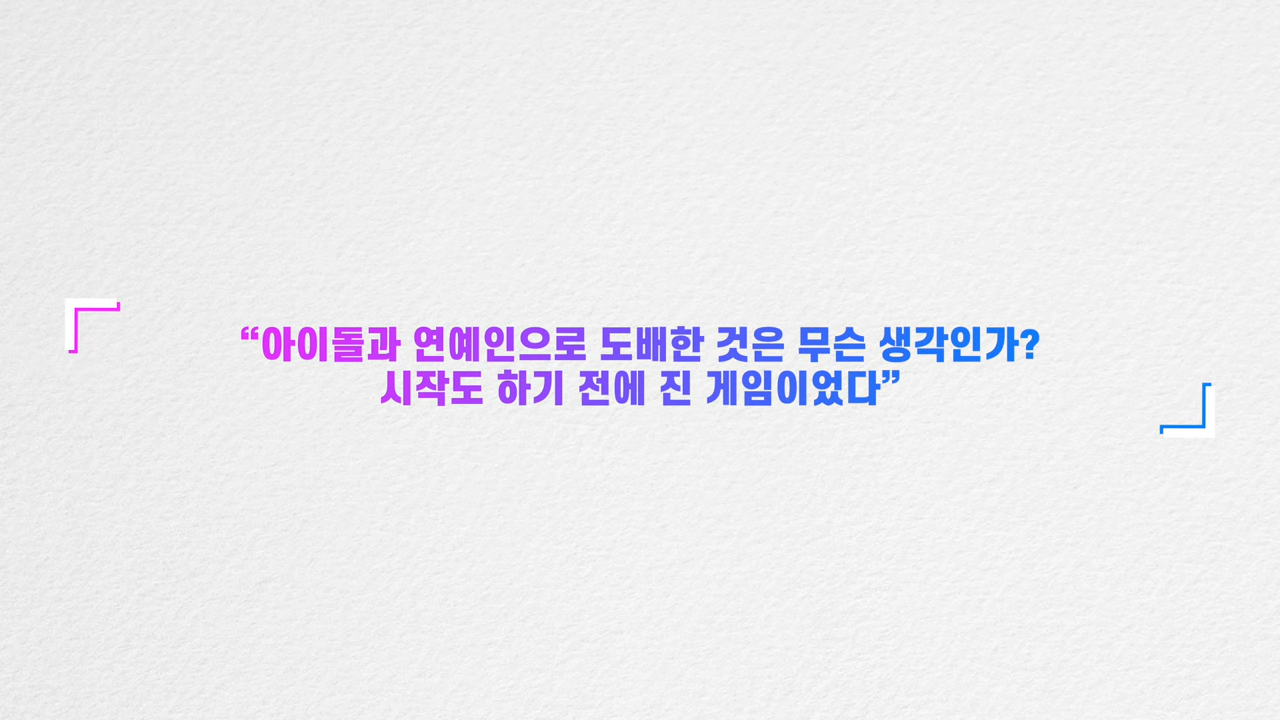 “아이돌과 연예인으로 도배한 것은 무슨 생각인가?
시작도 하기 전에 진 게임이었다”